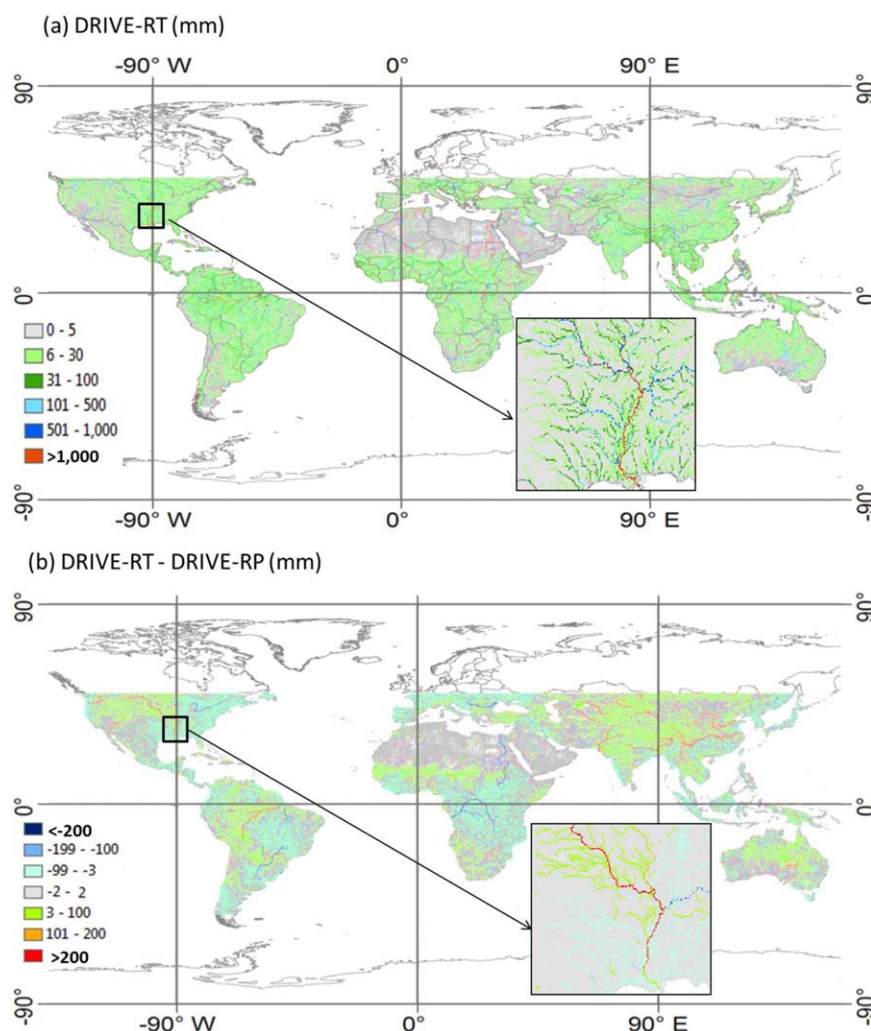 (a) DRIVE-RT (mm)
-90° W 0° 90° E
90° 90°
0° 0°
0 - 5
6 - 30
31 - 100
101 - 500
501 - 1,000
>1,000
-90° -90°
-90° W 0° 90° E
(b) DRIVE-RT - DRIVE-RP (mm)
90° 90°
0° 0°
<-200
-199 - -100
-99 - -3
-2 - 2
3 - 100
101 - 200
>200
-90° -90°
-90° W 0° 90° E